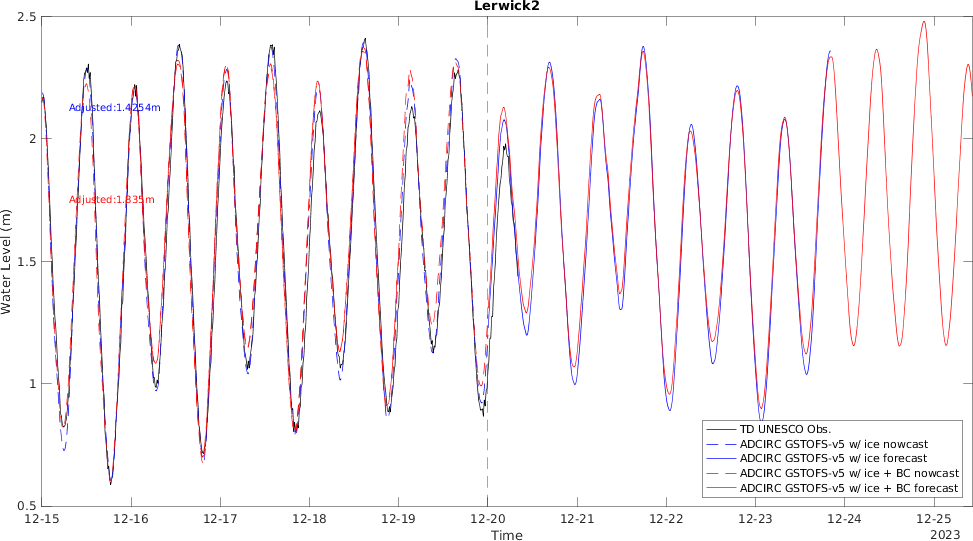 Lerwick2
2.5
2
1.5
1
0.5
Water Level (m)
Adjusted:1.4254m
Adjusted:1.835m
TD UNESCO Obs.
ADCIRC GSTOFS-v5 w/ ice nowcast
ADCIRC GSTOFS-v5 w/ ice forecast
ADCIRC GSTOFS-v5 w/ ice + BC nowcast
ADCIRC GSTOFS-v5 w/ ice + BC forecast
12-15 12-16 12-17 12-18 12-19 12-20 12-21 12-22 12-23 12-24 12-25
2023
Time